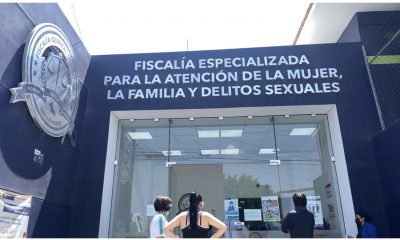 FISCALÍA ESPECIALIZADA
PARA LA ATENCIÓN DE LA MUJER,
LA FAMILIA Y DELITOS SEXUALES